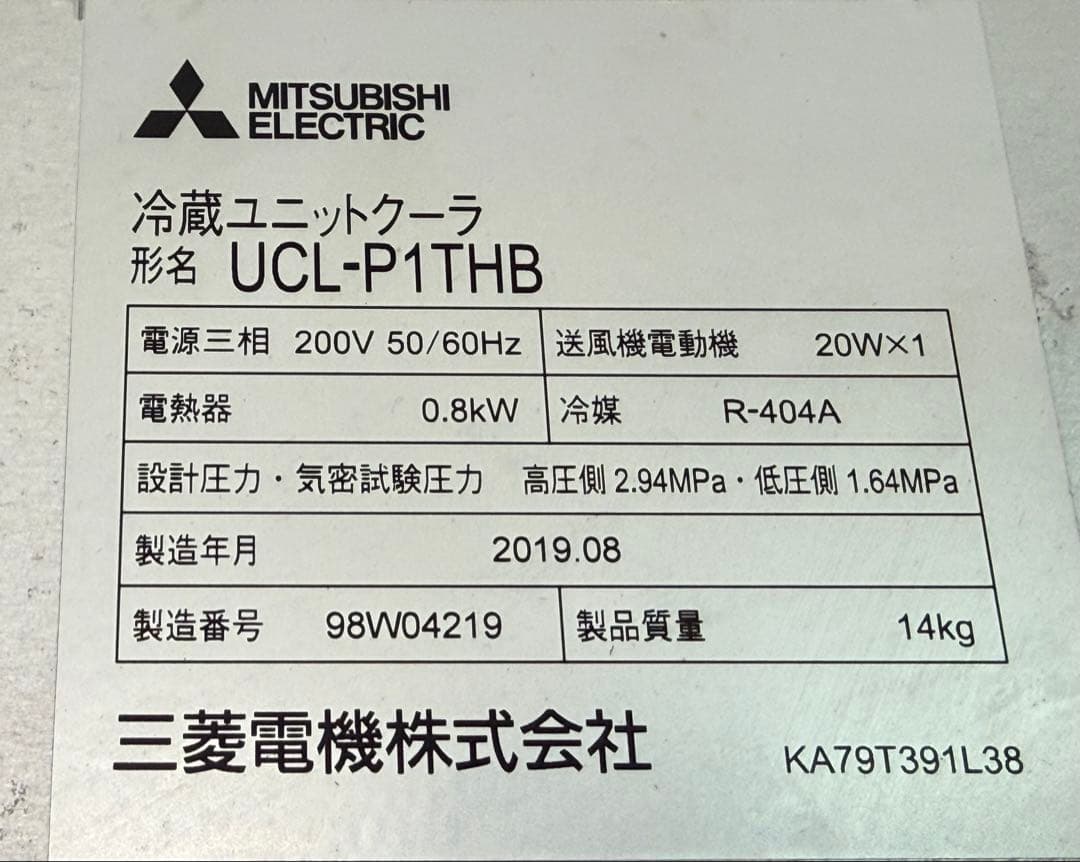 MITSUBISHI
ELECTRIC
冷蔵ユニットクーラ
形名 UCL-P1THB
電源三相 200V 50/60Hz 送風機電動機 20W×1
電熱器 0.8kW 冷媒 R-404A
設計圧力・気密試験圧力 高圧側 2.94MPa・低圧側 1.64MPa
製造年月 2019.08
製造番号 98W04219 製品質量 14kg
三菱電機株式会社 KA79T391L38